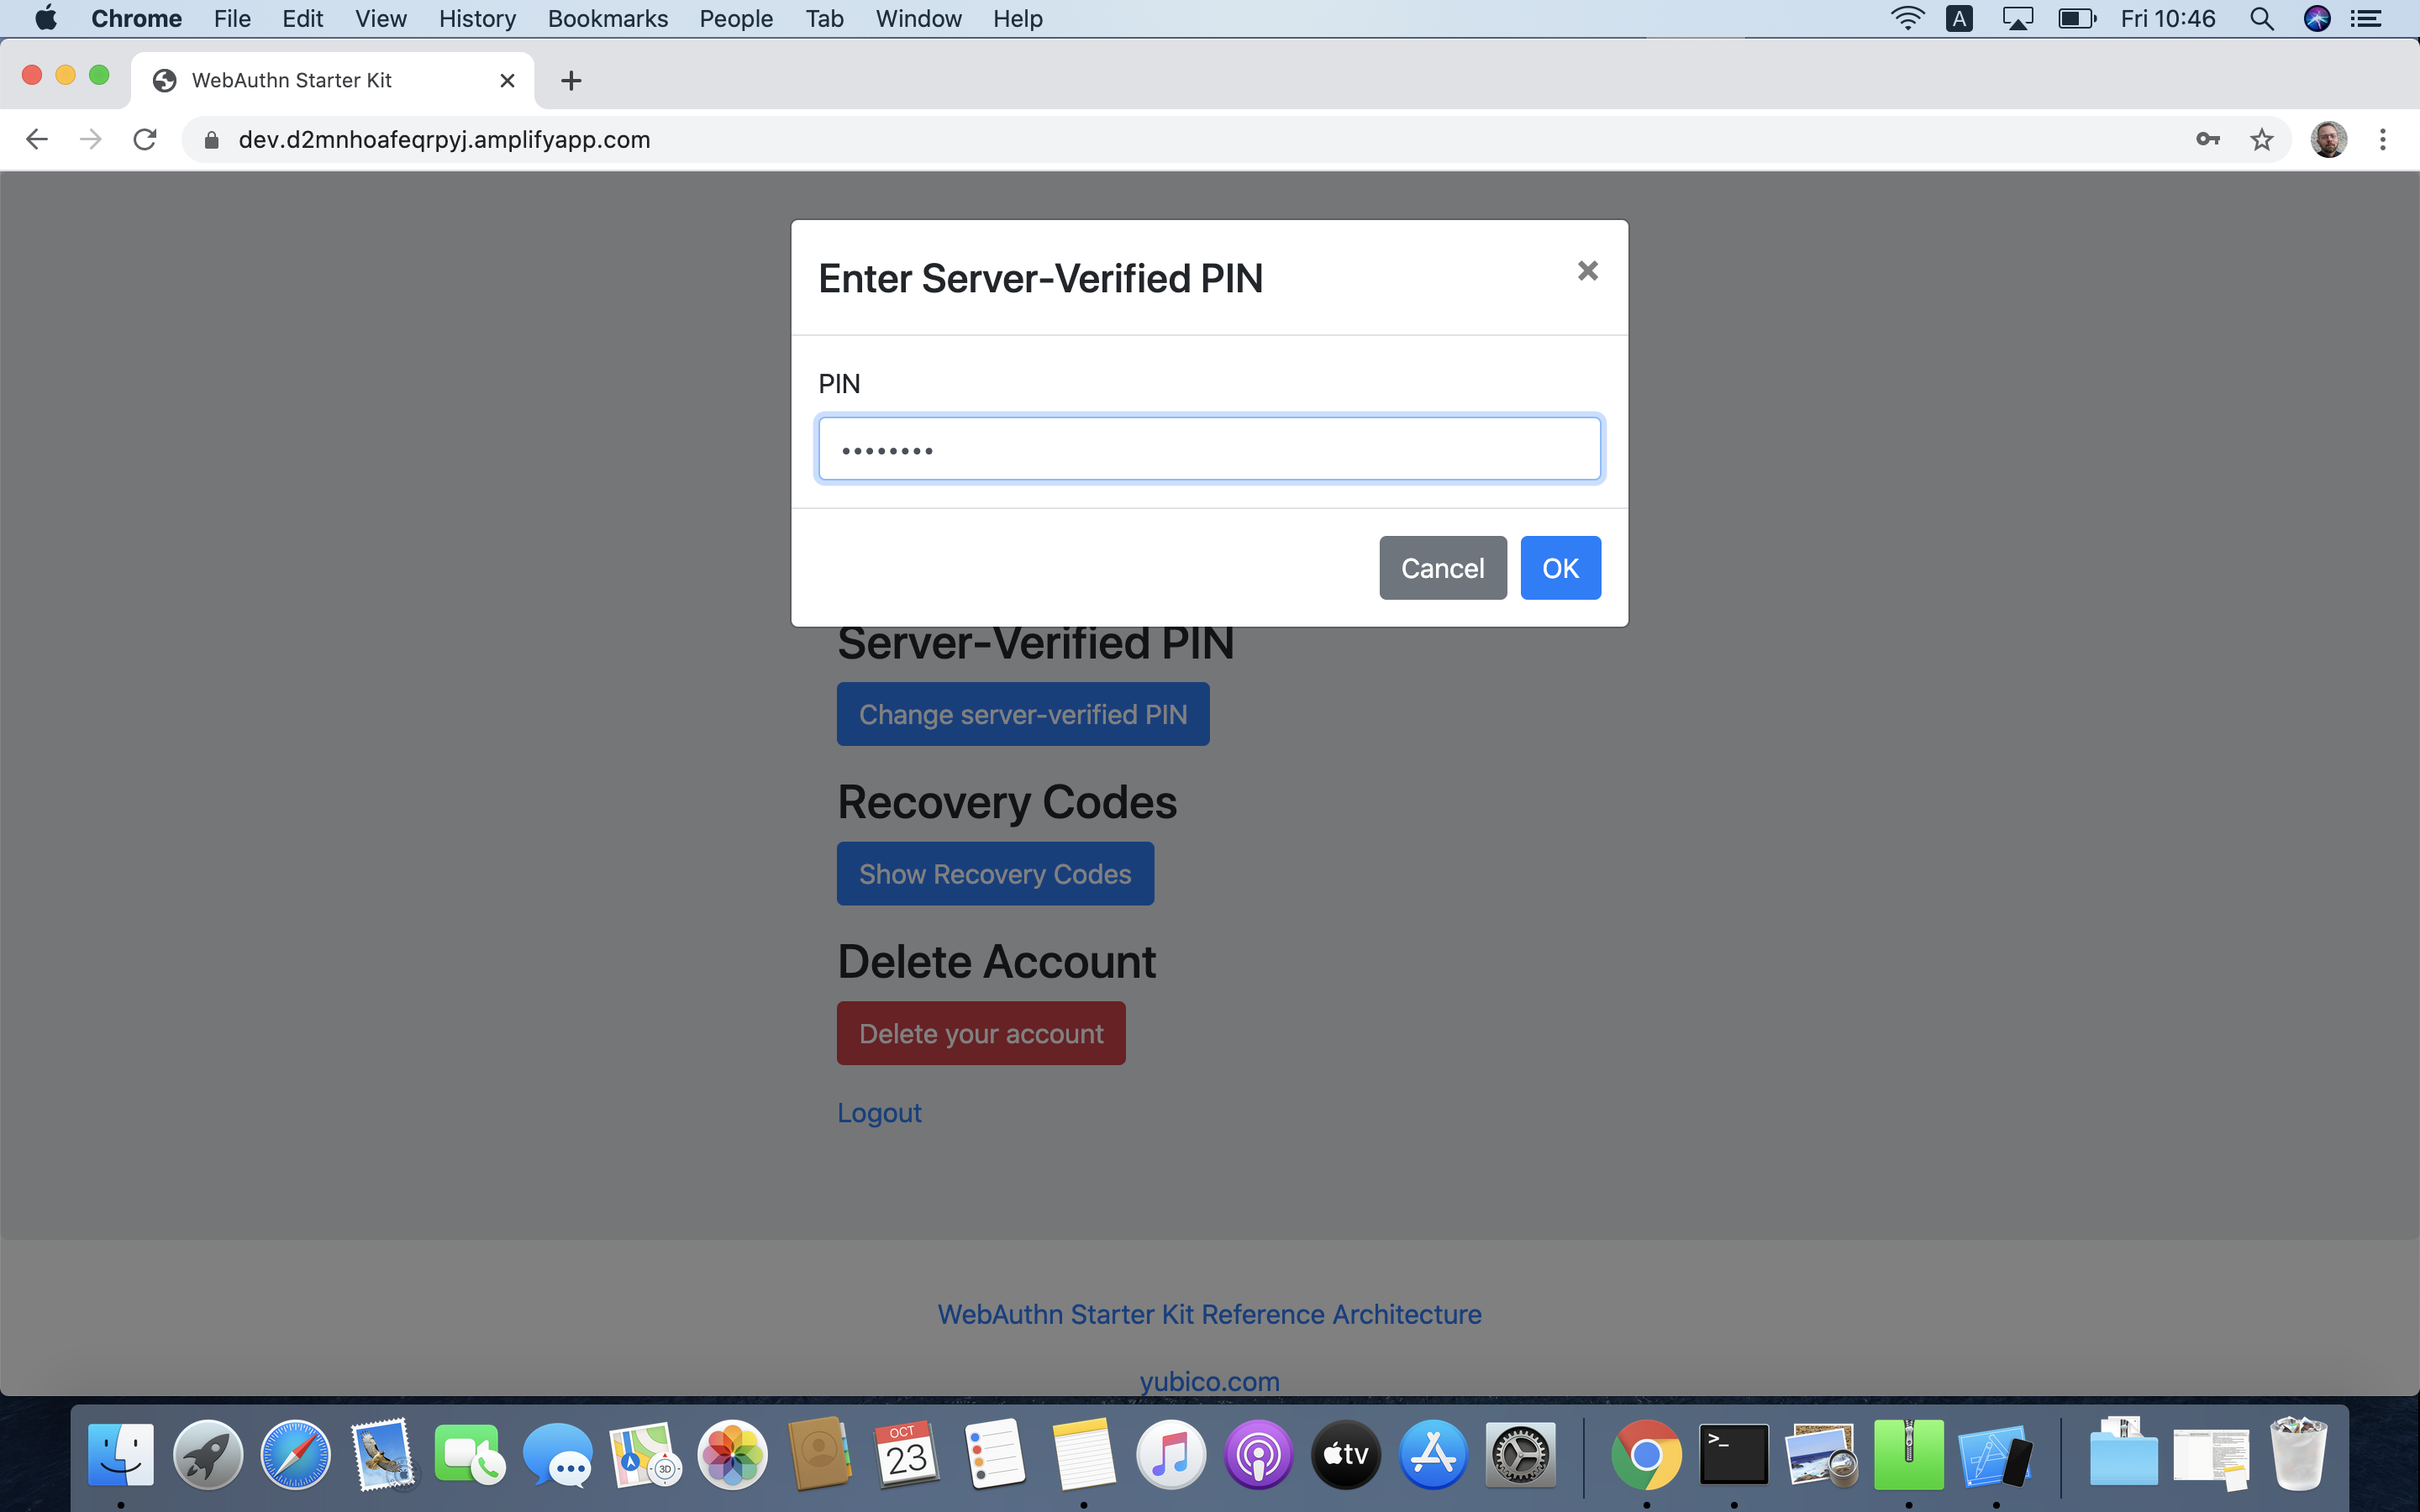 Chrome File Edit View History Bookmarks People Tab Window Help A Fri 10:46
WebAuthn Starter Kit
dev.d2mnhoafeqrpyj.amplifyapp.com
Enter Server-Verified PIN
PIN
••••••••
Cancel OK
Server-Verified PIN
Change server-verified PIN
Recovery Codes
Show Recovery Codes
Delete Account
Delete your account
Logout
WebAuthn Starter Kit Reference Architecture
yubico.com
3D
OCT
23
tv
>_